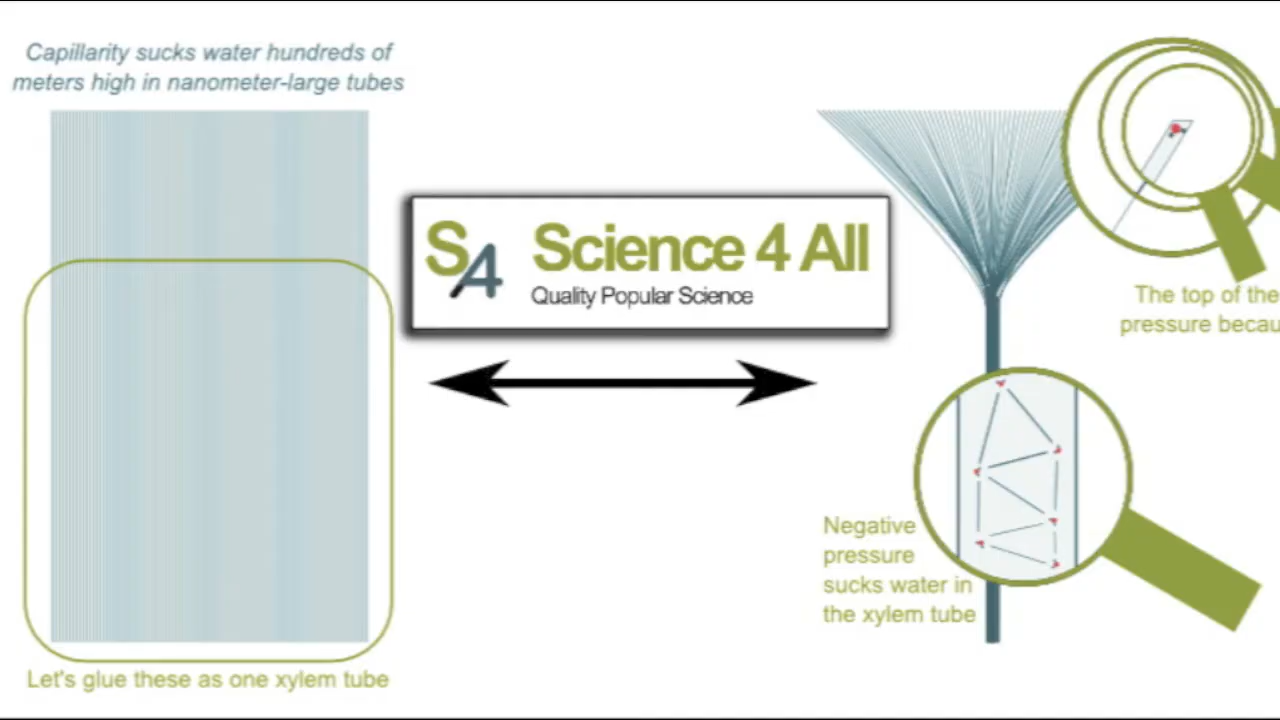 Capillarity sucks water hundreds of
meters high in nanometer-large tubes
S4
Science 4 All
Quality Popular Science
The top of the
pressure
Negative
pressure
sucks water in
the xylem tube
Let's glue these as one xylem tube